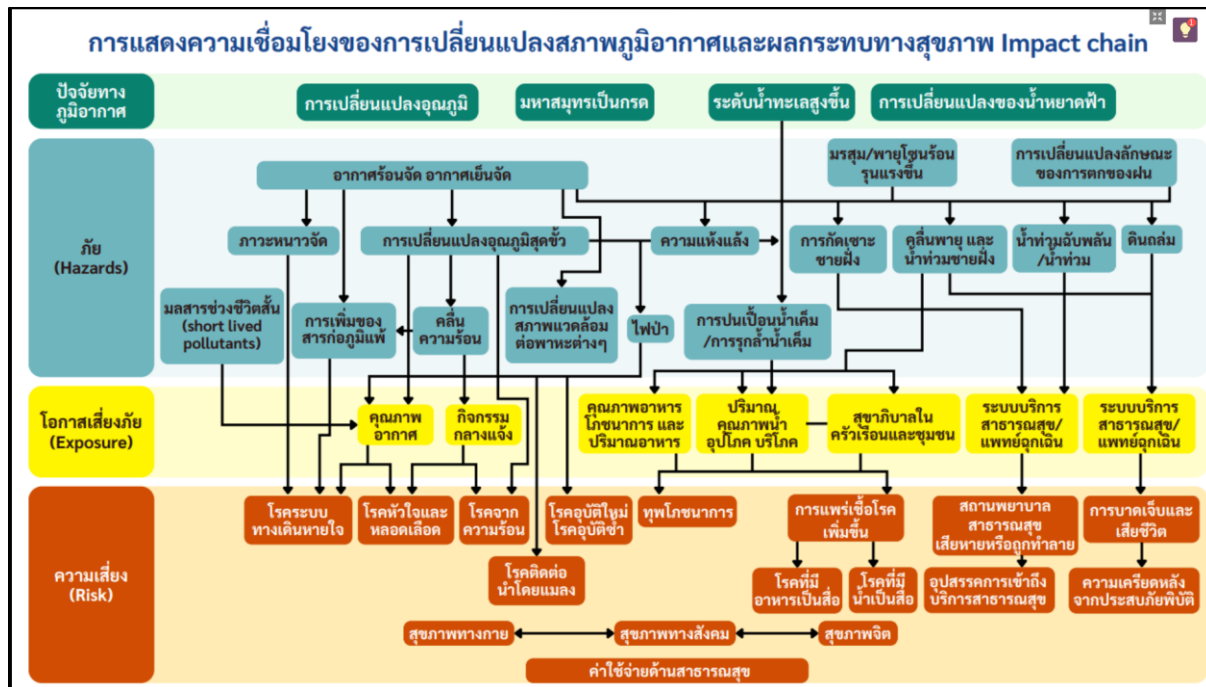 การแสดงความเชื่อมโยงของการเปลี่ยนแปลงสภาพภูมิอากาศและผลกระทบทางสุขภาพ Impact chain
1
ปัจจัยทาง
ภูมิอากาศ
การเปลี่ยนแปลงอุณภูมิ
มหาสมุทรเป็นกรด
ระดับน้ำทะเลสูงขึ้น
การเปลี่ยนแปลงของน้ำหยาดฟ้า
ภัย
(Hazards)
อากาศร้อนจัด อากาศเย็นจัด
มรสุม/พายุโซนร้อน
รุนแรงขึ้น
การเปลี่ยนแปลงลักษณะ
ของการตกของฝน
ภาวะหนาวจัด
การเปลี่ยนแปลงอุณภูมิสุดขั้ว
ความแห้งแล้ง
การกัดเซาะ
ชายฝั่ง
คลื่นพายุ และ
น้ำท่วมชายฝั่ง
น้ำท่วมฉับพลัน
/น้ำท่วม
ดินถล่ม
มลสารช่วงชีวิตสั้น
(short lived
pollutants)
การเพิ่มของ
สารก่อภูมิแพ้
คลื่น
ความร้อน
การเปลี่ยนแปลง
สภาพแวดล้อม
ต่อพาหะต่างๆ
ไฟป่า
การปนเปื้อนน้ำเค็ม
/การรุกล้ำน้ำเค็ม
โอกาสเสี่ยงภัย
(Exposure)
คุณภาพ
อากาศ
กิจกรรม
กลางแจ้ง
คุณภาพอาหาร
โภชนาการ และ
ปริมาณอาหาร
ปริมาณ
คุณภาพน้ำ
อุปโภค บริโภค
สุขาภิบาลใน
ครัวเรือนและชุมชน
ระบบบริการ
สาธารณสุข/
แพทย์ฉุกเฉิน
ระบบบริการ
สาธารณสุข/
แพทย์ฉุกเฉิน
ความเสี่ยง
(Risk)
โรคระบบ
ทางเดินหายใจ
โรคหัวใจและ
หลอดเลือด
โรคจาก
ความร้อน
โรคอุบัติใหม่
โรคอุบัติซ้ำ
ทุพโภชนาการ
การแพร่เชื้อโรค
เพิ่มขึ้น
สถานพยาบาล
สาธารณสุข
เสียหายหรือถูกทำลาย
การบาดเจ็บและ
เสียชีวิต
โรคติดต่อ
นำโดยแมลง
โรคที่มี
อาหารเป็นสื่อ
โรคที่มี
น้ำเป็นสื่อ
อุปสรรคการเข้าถึง
บริการสาธารณสุข
ความเครียดหลัง
จากประสบภัยพิบัติ
สุขภาพทางกาย
สุขภาพทางสังคม
สุขภาพจิต
ค่าใช้จ่ายด้านสาธารณสุข